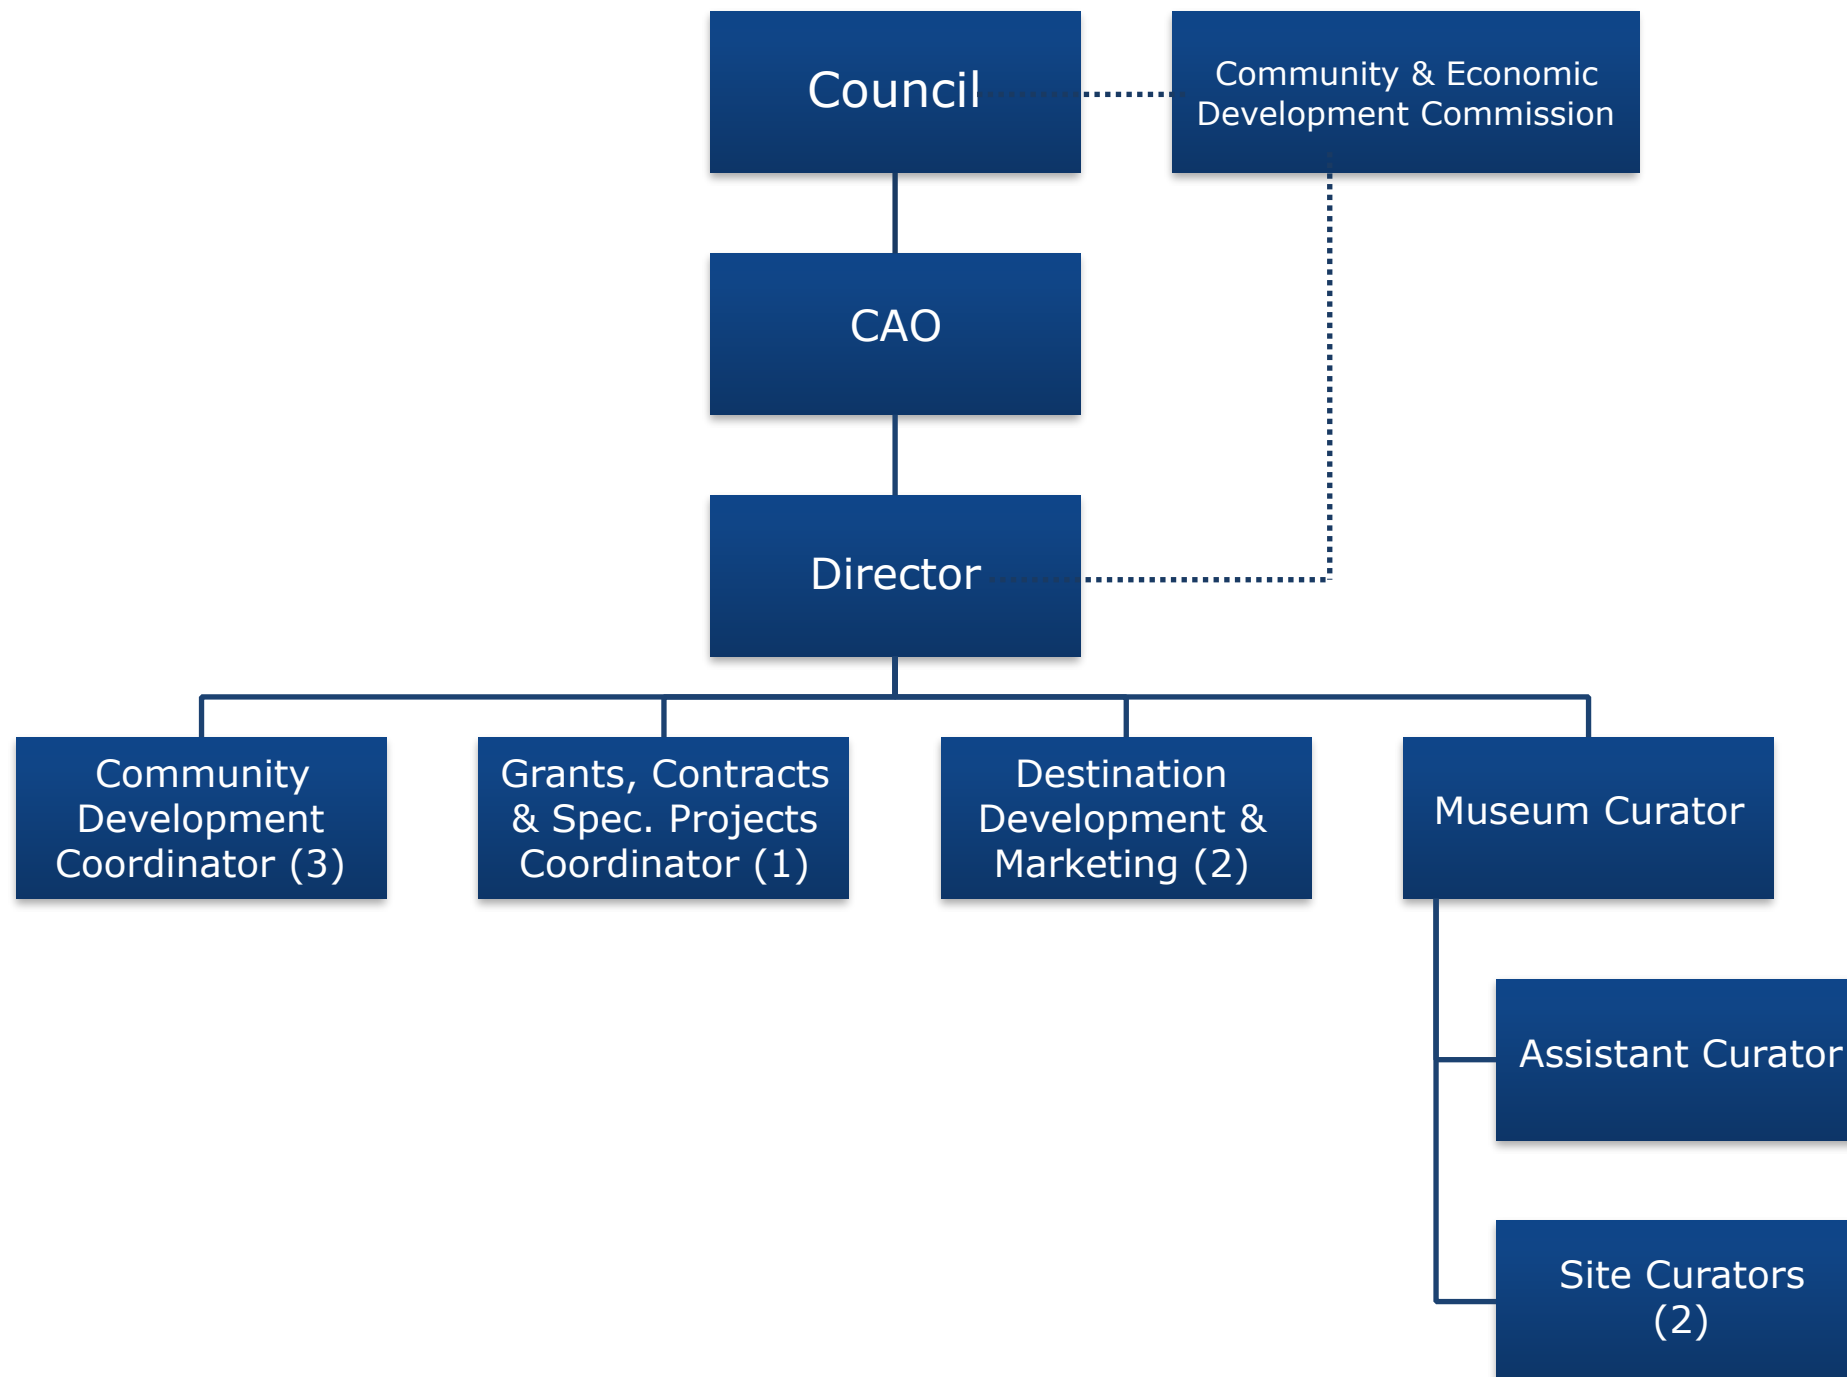 Council
Community & Economic
Development Commission
CAO
Director
Community
Development
Coordinator (3)
Grants, Contracts
& Spec. Projects
Coordinator (1)
Destination
Development &
Marketing (2)
Museum Curator
Assistant Curator
Site Curators
(2)